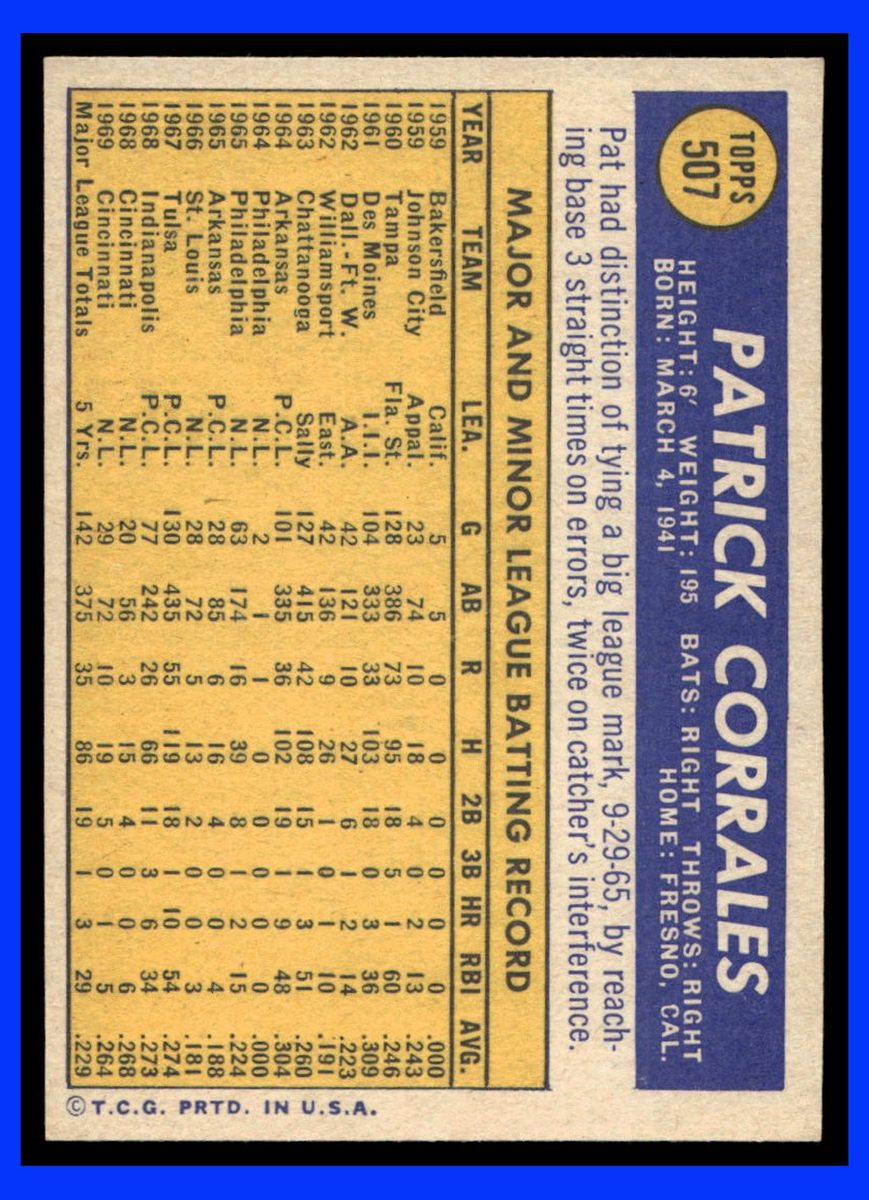 TOPPS
507
PATRICK CORRALES
HEIGHT: 6' WEIGHT: 195 BATS: RIGHT THROWS: RIGHT
BORN: MARCH 4, 1941 HOME: FRESNO, CAL.
Pat had distinction of tying a big league mark, 9-29-65, by reach-
ing base 3 straight times on errors, twice on catcher's interference.
MAJOR AND MINOR LEAGUE BATTING RECORD
YEAR TEAM LEA. G AB R H 2B 3B HR RBI AVG.
1959 Bakersfield Calif. 5 5 0 0 0 0 0 0 .000
1959 Johnson City Appal. 23 74 10 18 4 0 2 13 .243
1960 Tampa Fla. St. 128 386 73 95 18 5 1 60 .246
1961 Des Moines I.I.I. 104 333 33 103 18 0 3 36 .309
1962 Dall.-Ft. W. A.A. 42 121 10 27 6 1 2 14 .223
1962 Williamsport East. 42 136 9 26 1 0 1 10 .191
1963 Chattanooga Sally 127 415 42 108 15 1 3 51 .260
1964 Arkansas P.C.L. 101 335 36 102 19 1 9 48 .304
1964 Philadelphia N.L. 2 1 1 0 0 0 0 0 .000
1965 Philadelphia N.L. 63 174 16 39 8 1 2 15 .224
1965 Arkansas P.C.L. 28 85 6 16 4 0 0 4 .188
1966 St. Louis N.L. 28 72 5 13 2 0 0 3 .181
1967 Tulsa P.C.L. 130 435 55 119 18 1 10 54 .274
1968 Indianapolis P.C.L. 77 242 26 66 11 3 6 34 .273
1968 Cincinnati N.L. 20 56 3 15 4 0 0 6 .268
1969 Cincinnati N.L. 29 72 10 19 5 0 1 5 .264
Major League Totals 5 Yrs. 142 375 35 86 19 1 3 29 .229
© T.C.G. PRTD. IN U.S.A.